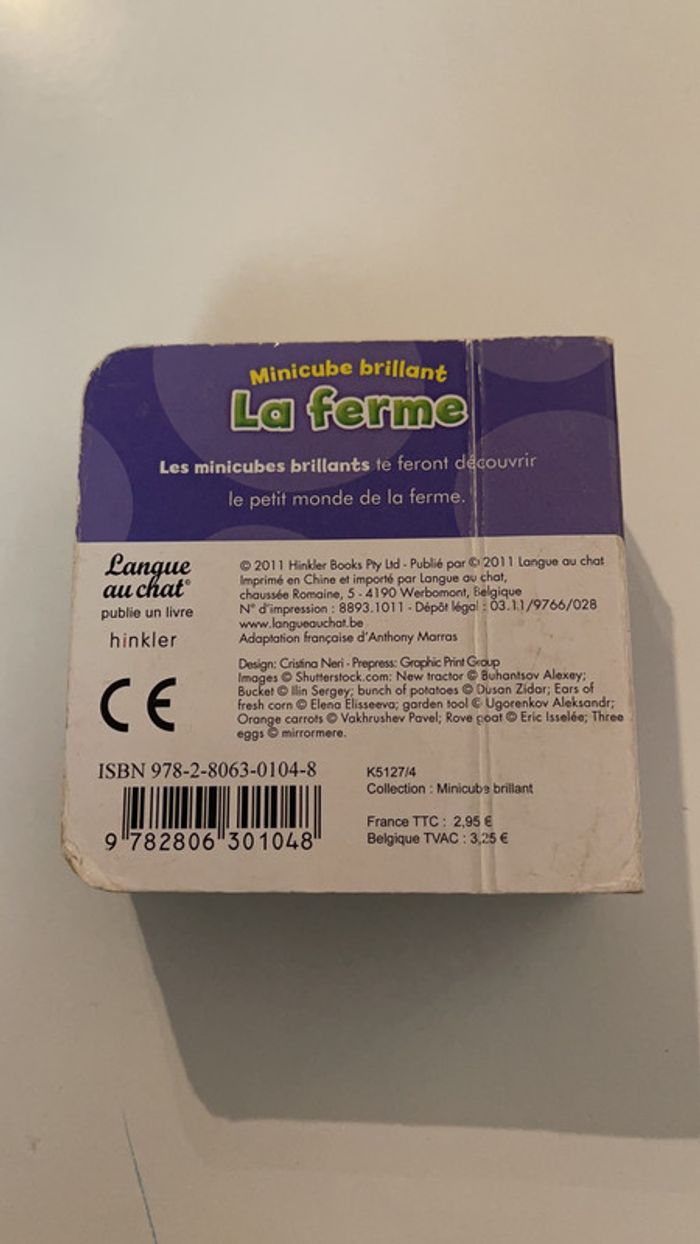 Minicube brillant
La ferme
Les minicubes brillants te feront découvrir
le petit monde de la ferme.
Langue
au chat®
publie un livre
hinkler
CE
© 2011 Hinkler Books Pty Ltd - Publié par © 2011 Langue au chat
Imprimé en Chine et importé par Langue au chat,
chaussée Romaine, 5 - 4190 Werbomont, Belgique
N° d'impression : 8893.1011 - Dépôt légal : 03.11/9766/028
www.langueauchat.be
Adaptation française d'Anthony Marras
Design: Cristina Neri - Prepress: Graphic Print Group
Images © Shutterstock.com: New tractor © Buhantsov Alexey;
Bucket © Ilin Sergey; bunch of potatoes © Dusan Zidar; Ears of
fresh corn © Elena Elisseeva; garden tool © Ugorenkov Aleksandr;
Orange carrots © Vakhrushev Pavel; Rove goat © Eric Isselée; Three
eggs © mirrormere.
ISBN 978-2-8063-0104-8
9 782806 301048
K5127/4
Collection : Minicube brillant
France TTC : 2,95 €
Belgique TVAC : 3,25 €